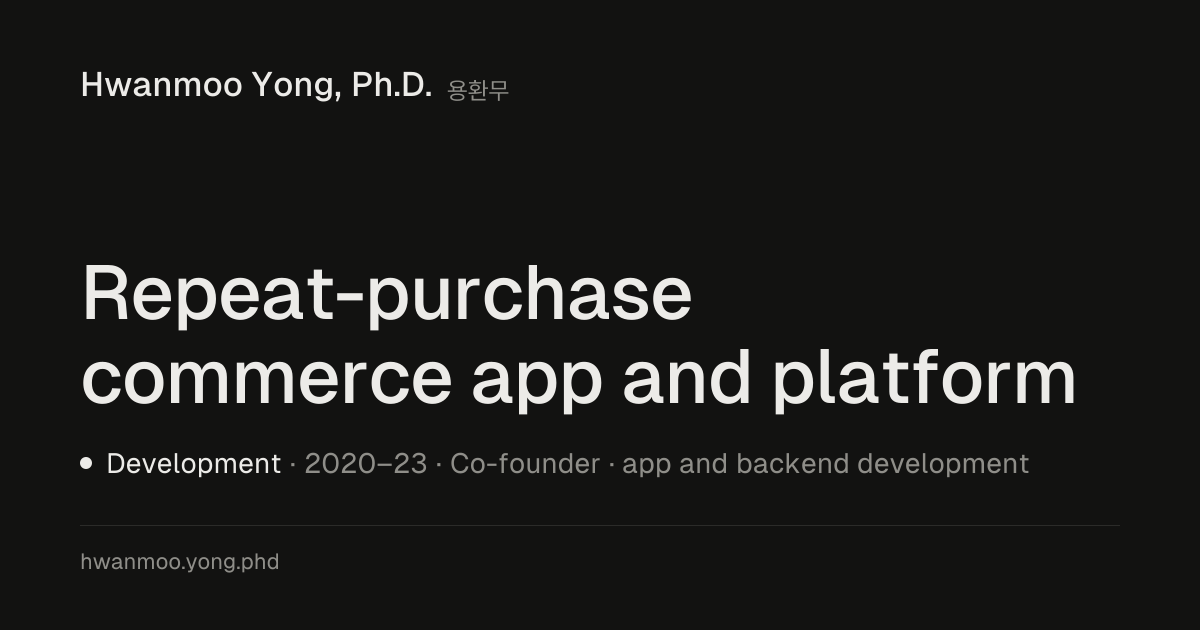 Hwanmoo Yong, Ph.D. 용환무
Repeat-purchase
commerce app and platform
• Development · 2020–23 · Co-founder · app and backend development
hwanmoo.yong.phd